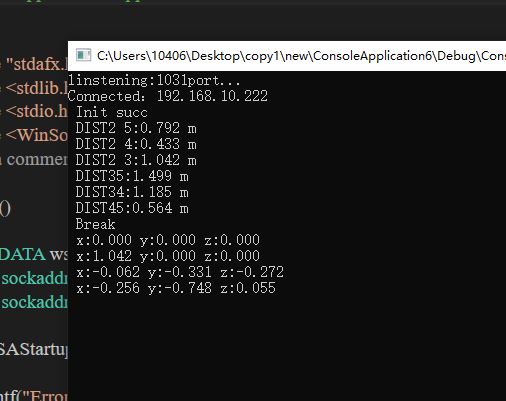 e "stdafx.
C:\Users\10406\Desktop\copy1\new\ConsoleApplication6\Debug\Cons
e <stdlib.h
e <stdio.h
e <WinSo
a commer
()
DATA ws
sockaddr
sockaddr
SAStartup
ntf("Error
linstening:1031port...
Connected: 192.168.10.222
Init succ
DIST2 5:0.792 m
DIST2 4:0.433 m
DIST2 3:1.042 m
DIST35:1.499 m
DIST34:1.185 m
DIST45:0.564 m
Break
x:0.000 y:0.000 z:0.000
x:1.042 y:0.000 z:0.000
x:-0.062 y:-0.331 z:-0.272
x:-0.256 y:-0.748 z:0.055